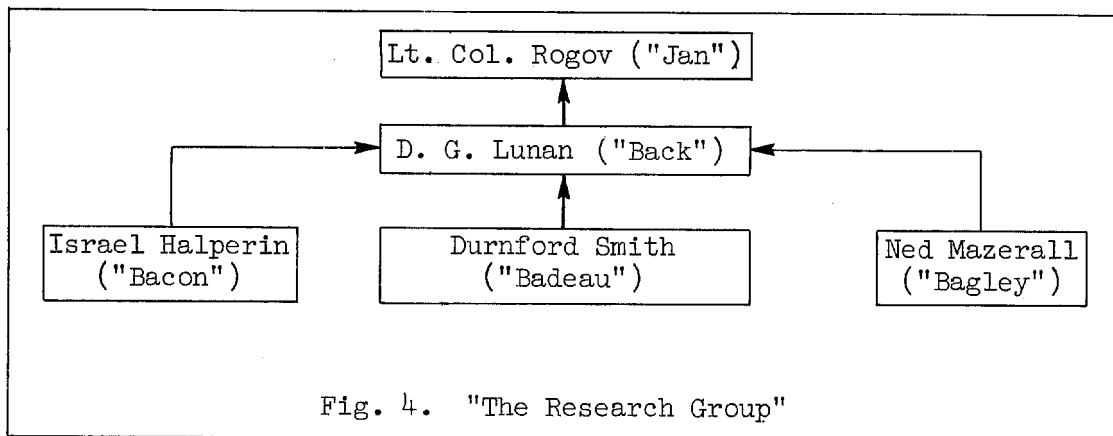 Lt. Col. Rogov ("Jan")
D. G. Lunan ("Back")
Israel Halperin
("Bacon")
Durnford Smith
("Badeau")
Ned Mazerall
("Bagley")
Fig. 4. "The Research Group"